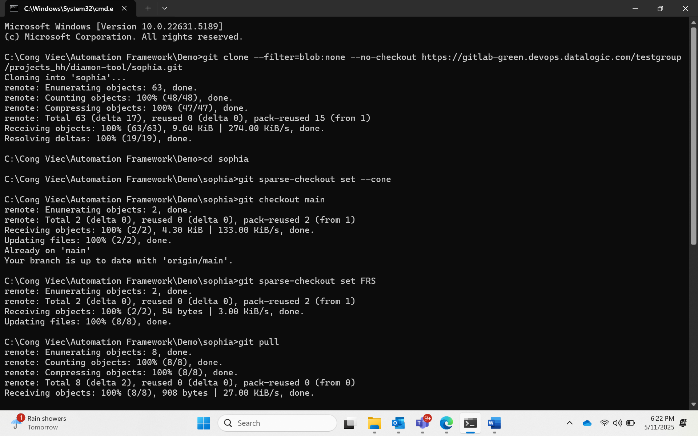 C:\Windows\System32\cmd.e
Microsoft Windows [Version 10.0.22631.5189]
(c) Microsoft Corporation. All rights reserved.
C:\Cong Viec\Automation Framework\Demo>git clone --filter=blob:none --no-checkout https://gitlab-green.devops.datalogic.com/testgroup
/projects_hh/diamon-tool/sophia.git
Cloning into 'sophia'...
remote: Enumerating objects: 63, done.
remote: Counting objects: 100% (48/48), done.
remote: Compressing objects: 100% (47/47), done.
remote: Total 63 (delta 17), reused 0 (delta 0), pack-reused 15 (from 1)
Receiving objects: 100% (63/63), 9.64 KiB | 274.00 KiB/s, done.
Resolving deltas: 100% (19/19), done.
C:\Cong Viec\Automation Framework\Demo>cd sophia
C:\Cong Viec\Automation Framework\Demo\sophia>git sparse-checkout set --cone
C:\Cong Viec\Automation Framework\Demo\sophia>git checkout main
remote: Enumerating objects: 2, done.
remote: Total 2 (delta 0), reused 0 (delta 0), pack-reused 2 (from 1)
Receiving objects: 100% (2/2), 4.30 KiB | 133.00 KiB/s, done.
Updating files: 100% (2/2), done.
Already on 'main'
Your branch is up to date with 'origin/main'.
C:\Cong Viec\Automation Framework\Demo\sophia>git sparse-checkout set FRS
remote: Enumerating objects: 2, done.
remote: Total 2 (delta 0), reused 0 (delta 0), pack-reused 2 (from 1)
Receiving objects: 100% (2/2), 54 bytes | 3.00 KiB/s, done.
Updating files: 100% (8/8), done.
C:\Cong Viec\Automation Framework\Demo\sophia>git pull
remote: Enumerating objects: 8, done.
remote: Counting objects: 100% (8/8), done.
remote: Compressing objects: 100% (8/8), done.
remote: Total 8 (delta 2), reused 0 (delta 0), pack-reused 0 (from 0)
Receiving objects: 100% (8/8), 908 bytes | 27.00 KiB/s, done.
1
Rain showers
Tomorrow
Search
6:22 PM
5/11/2025